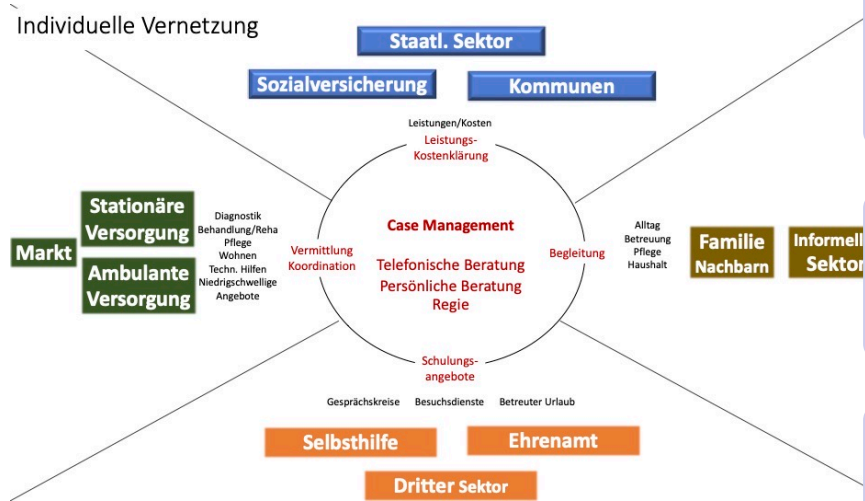 Individuelle Vernetzung
Staatl. Sektor
Sozialversicherung
Kommunen
Leistungen/Kosten
Leistungs-
Kostenklärung
Markt
Stationäre
Versorgung
Ambulante
Versorgung
Diagnostik
Behandlung/Reha
Pflege
Wohnen
Techn. Hilfen
Niedrigschwellige
Angebote
Vermittlung
Koordination
Case Management
Telefonische Beratung
Persönliche Beratung
Regie
Begleitung
Alltag
Betreuung
Pflege
Haushalt
Familie
Nachbarn
Informell
Sektor
Schulungs-
angebote
Gesprächskreise Besuchsdienste Betreuter Urlaub
Selbsthilfe
Ehrenamt
Dritter Sektor